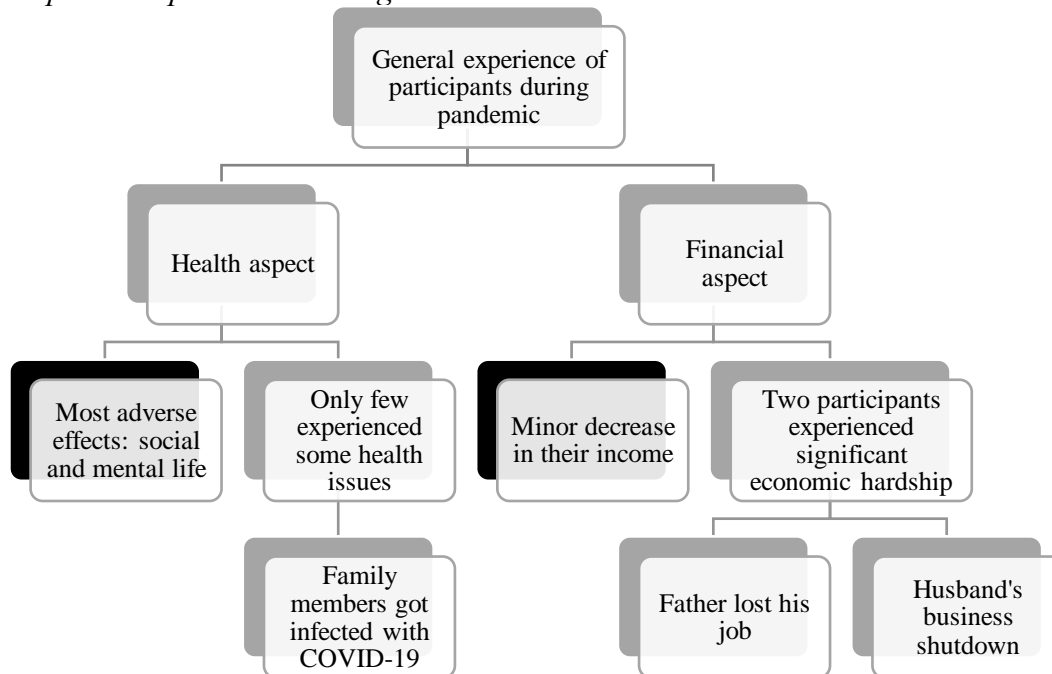 General experience of
participants during
pandemic
Health aspect
Financial
aspect
Most adverse
effects: social
and mental life
Only few
experienced
some health
issues
Minor decrease
in their income
Two participants
experienced
significant
economic hardship
Family
members got
infected with
COVID-19
Father lost his
job
Husband's
business
shutdown